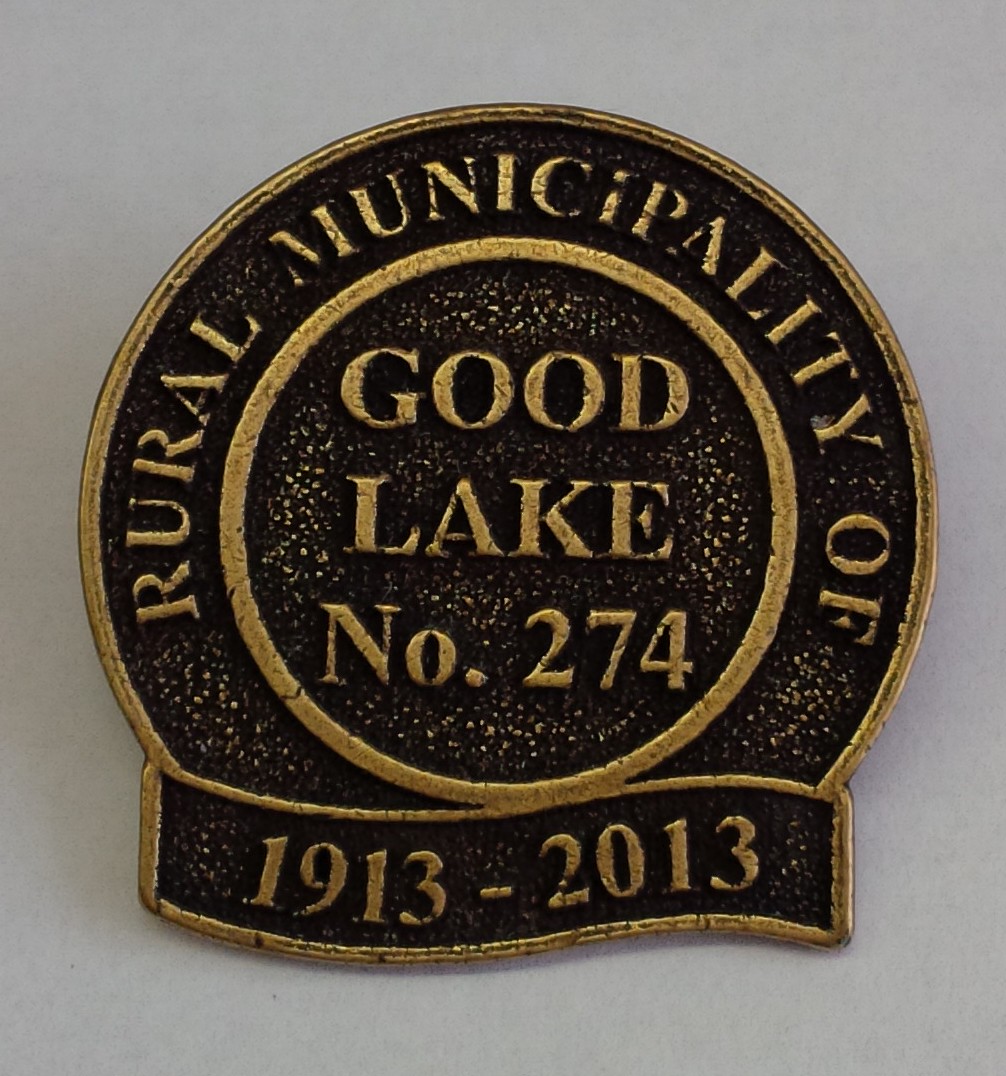 RURAL MUNICiPALITY OF
GOOD
LAKE
No. 274
1913 - 2013